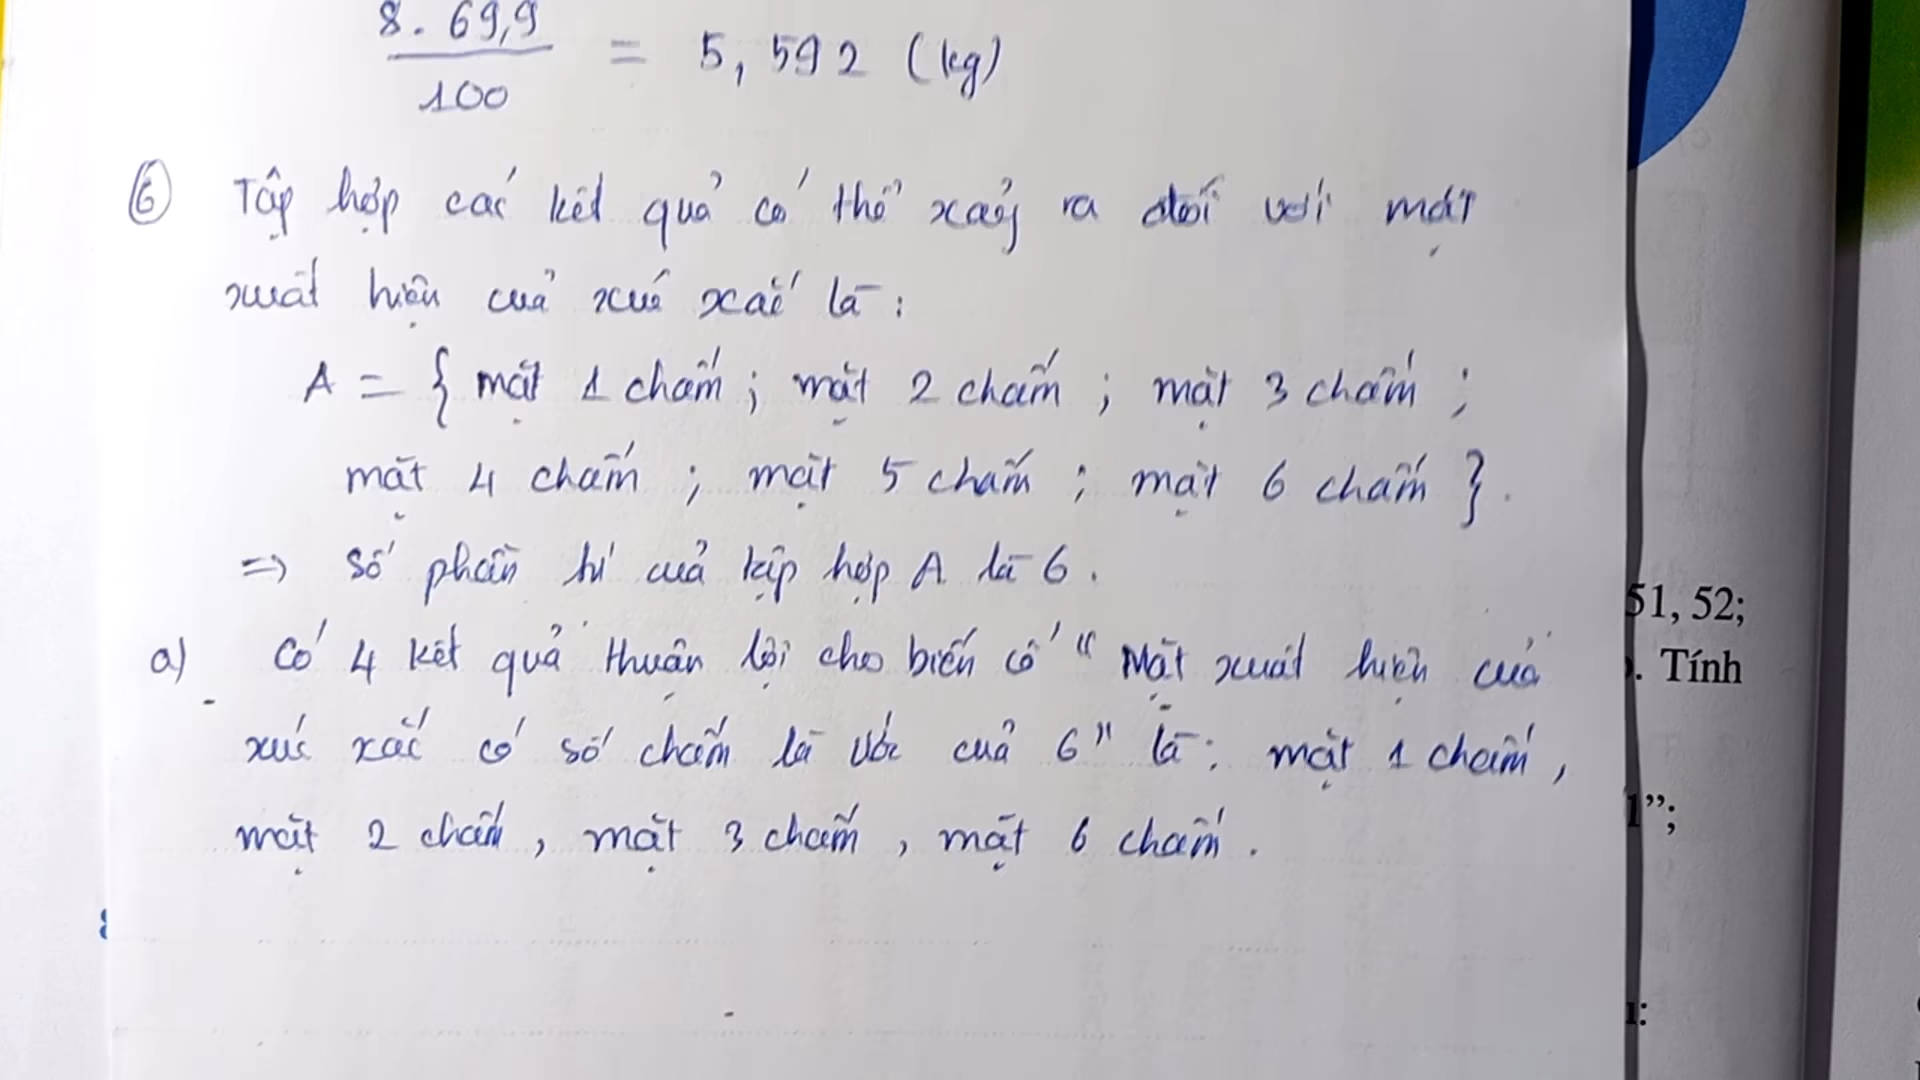 8 . 69,9
100
= 5,592 (kg)
⑥ Tập hợp các kết quả có thể xảy ra đối với mặt
xuất hiện của xúc xắc là:
A = { mặt 1 chấm ; mặt 2 chấm ; mặt 3 chấm ;
mặt 4 chấm ; mặt 5 chấm ; mặt 6 chấm }.
=> số phần tử của tập hợp A là 6.
a) Có 4 kết quả thuận lợi cho biến cố "Mặt xuất hiện của
xúc xắc có số chấm là ước của 6" là: mặt 1 chấm,
mặt 2 chấm, mặt 3 chấm, mặt 6 chấm.
51, 52;
. Tính
1”;